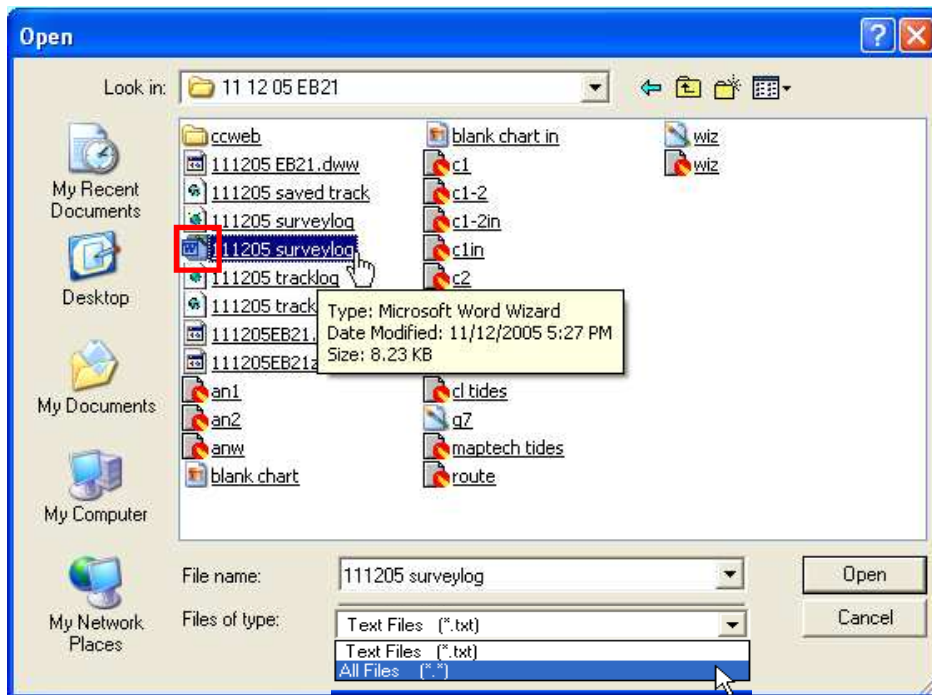 Open
Look in:
11 12 05 EB21
My Recent
Documents
Desktop
My Documents
My Computer
My Network
Places
ccweb
111205 EB21.dww
111205 saved track
111205 surveylog
111205 surveylog
111205 tracklog
111205 track
111205EB21.
111205EB21z
an1
an2
anw
blank chart
blank chart in
c1
c1-2
c1-2in
c1in
c2
cl tides
q7
maptech tides
route
wiz
wiz
Type: Microsoft Word Wizard
Date Modified: 11/12/2005 5:27 PM
Size: 8.23 KB
File name:
111205 surveylog
Open
Files of type:
Text Files (*.txt)
Cancel
Text Files (*.txt)
All Files (*.*)